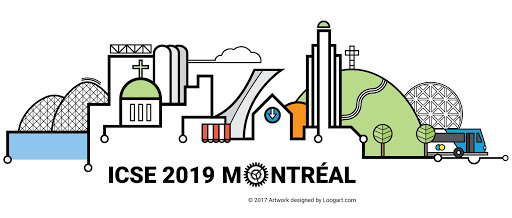 ICSE 2019 MONTRÉAL
© 2017 Artwork designed by Loogart.com